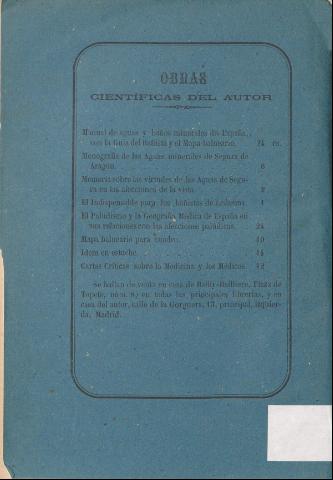 OBRAS
CIENTÍFICAS DEL AUTOR
Manual de aguas y baños minerales de España,
con la Guia del Bañista y el Mapa-balneario. 24 rs.
Monografía de las Aguas minerales de Segura de
Aragon. 6
Memoria sobre las virtudes de las Aguas de Segu-
ra en las afecciones de la vista. 2
El Indispensable para los bañistas de Ledesma. 4
El Paludismo y la Geografía Médica de España en
sus relaciones con las afecciones palúdicas. 24
Mapa balneario para cuadro. 10
Idem en estuche. 14
Cartas Críticas sobre la Medicina y los Médicos. 12
Se hallan de venta en casa de Bailly-Bailliere, Plaza de
Topete, núm. 8, en todas las principales librerías, y en
casa del autor, calle de la Gorguera, 13, principal, izquier-
da, Madrid.